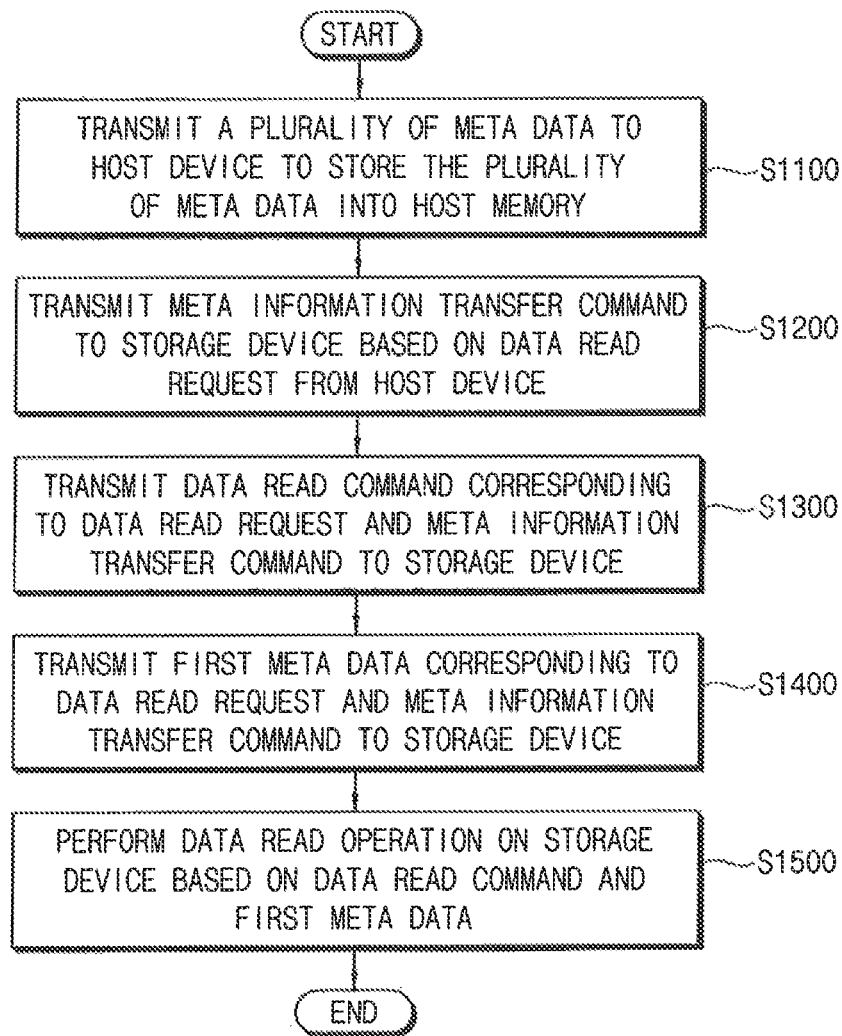 START
TRANSMIT A PLURALITY OF META DATA TO
HOST DEVICE TO STORE THE PLURALITY
OF META DATA INTO HOST MEMORY
S1100
TRANSMIT META INFORMATION TRANSFER COMMAND
TO STORAGE DEVICE BASED ON DATA READ
REQUEST FROM HOST DEVICE
S1200
TRANSMIT DATA READ COMMAND CORRESPONDING
TO DATA READ REQUEST AND META INFORMATION
TRANSFER COMMAND TO STORAGE DEVICE
S1300
TRANSMIT FIRST META DATA CORRESPONDING TO
DATA READ REQUEST AND META INFORMATION
TRANSFER COMMAND TO STORAGE DEVICE
S1400
PERFORM DATA READ OPERATION ON STORAGE
DEVICE BASED ON DATA READ COMMAND AND
FIRST META DATA
S1500
END